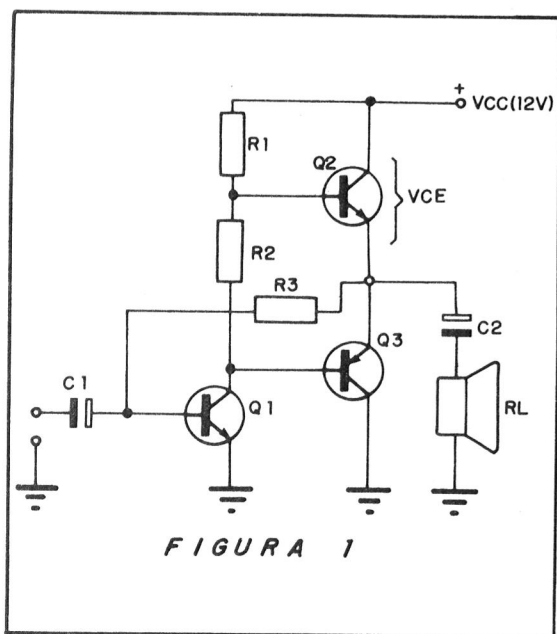 +
VCC(12V)
R1
Q2
VCE
R2
R3
C2
Q3
C1
Q1
RL
FIGURA 1